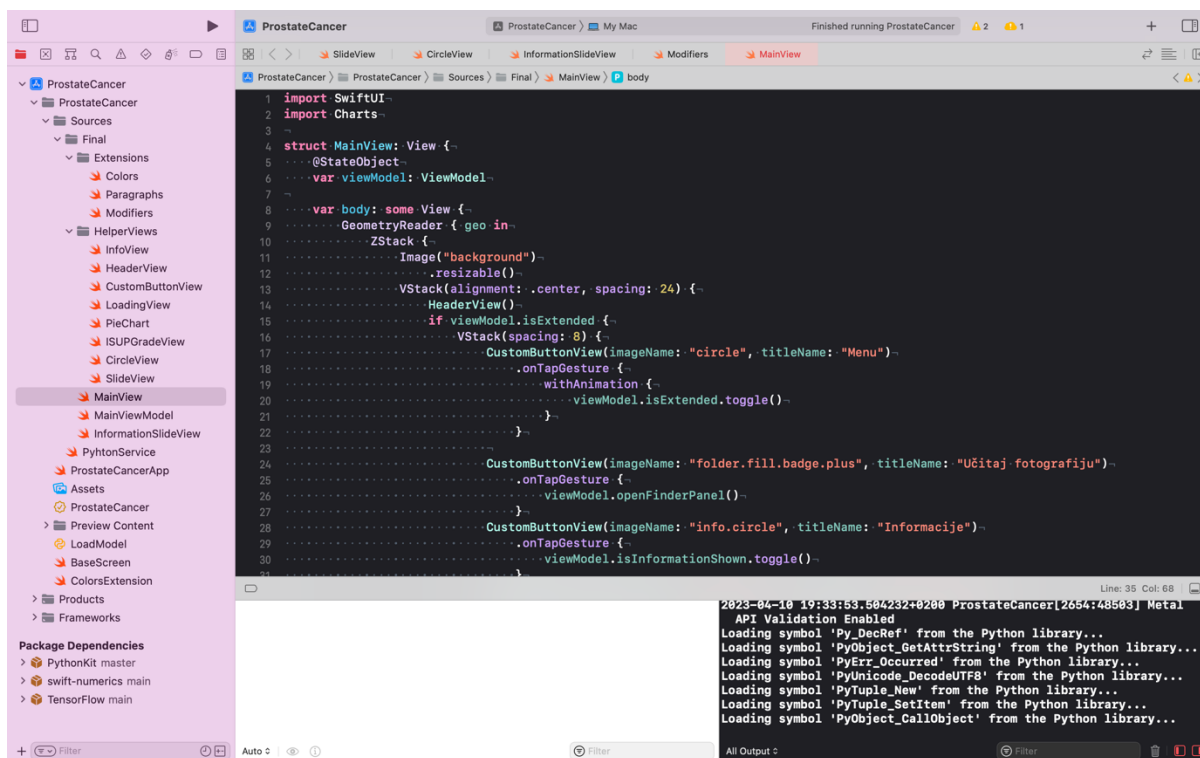 ProstateCancer
ProstateCancer 〉 My Mac
Finished running ProstateCancer
2
1
SlideView
CircleView
InformationSlideView
Modifiers
MainView
ProstateCancer 〉 ProstateCancer 〉 Sources 〉 Final 〉 MainView 〉 P body
ProstateCancer
ProstateCancer
Sources
Final
Extensions
Colors
Paragraphs
Modifiers
HelperViews
InfoView
HeaderView
CustomButtonView
LoadingView
PieChart
ISUPGradeView
CircleView
SlideView
MainView
MainViewModel
InformationSlideView
PyhtonService
ProstateCancerApp
Assets
ProstateCancer
Preview Content
LoadModel
BaseScreen
ColorsExtension
Products
Frameworks
Package Dependencies
PythonKit master
swift-numerics main
TensorFlow main
Filter
1 import SwiftUI
2 import Charts
3
4 struct MainView: View {
5 @StateObject
6 var viewModel: ViewModel
7
8 var body: some View {
9 GeometryReader { geo in
10 ZStack {
11 Image("background")
12 .resizable()
13 VStack(alignment: .center, spacing: 24) {
14 HeaderView()
15 if viewModel.isExtended {
16 VStack(spacing: 8) {
17 CustomButtonView(imageName: "circle", titleName: "Menu")
18 .onTapGesture {
19 withAnimation {
20 viewModel.isExtended.toggle()
21 }
22 }
23
24 CustomButtonView(imageName: "folder.fill.badge.plus", titleName: "Učitaj fotografiju")
25 .onTapGesture {
26 viewModel.openFinderPanel()
27 }
28 CustomButtonView(imageName: "info.circle", titleName: "Informacije")
29 .onTapGesture {
30 viewModel.isInformationShown.toggle()
31 }
Line: 35 Col: 68
2023-04-10 19:33:53.504232+0200 ProstateCancer[2654:48503] Metal
API Validation Enabled
Loading symbol 'Py_DecRef' from the Python library...
Loading symbol 'PyObject_GetAttrString' from the Python library...
Loading symbol 'PyErr_Occurred' from the Python library...
Loading symbol 'PyUnicode_DecodeUTF8' from the Python library...
Loading symbol 'PyTuple_New' from the Python library...
Loading symbol 'PyTuple_SetItem' from the Python library...
Loading symbol 'PyObject_CallObject' from the Python library...
Auto
Filter
All Output
Filter